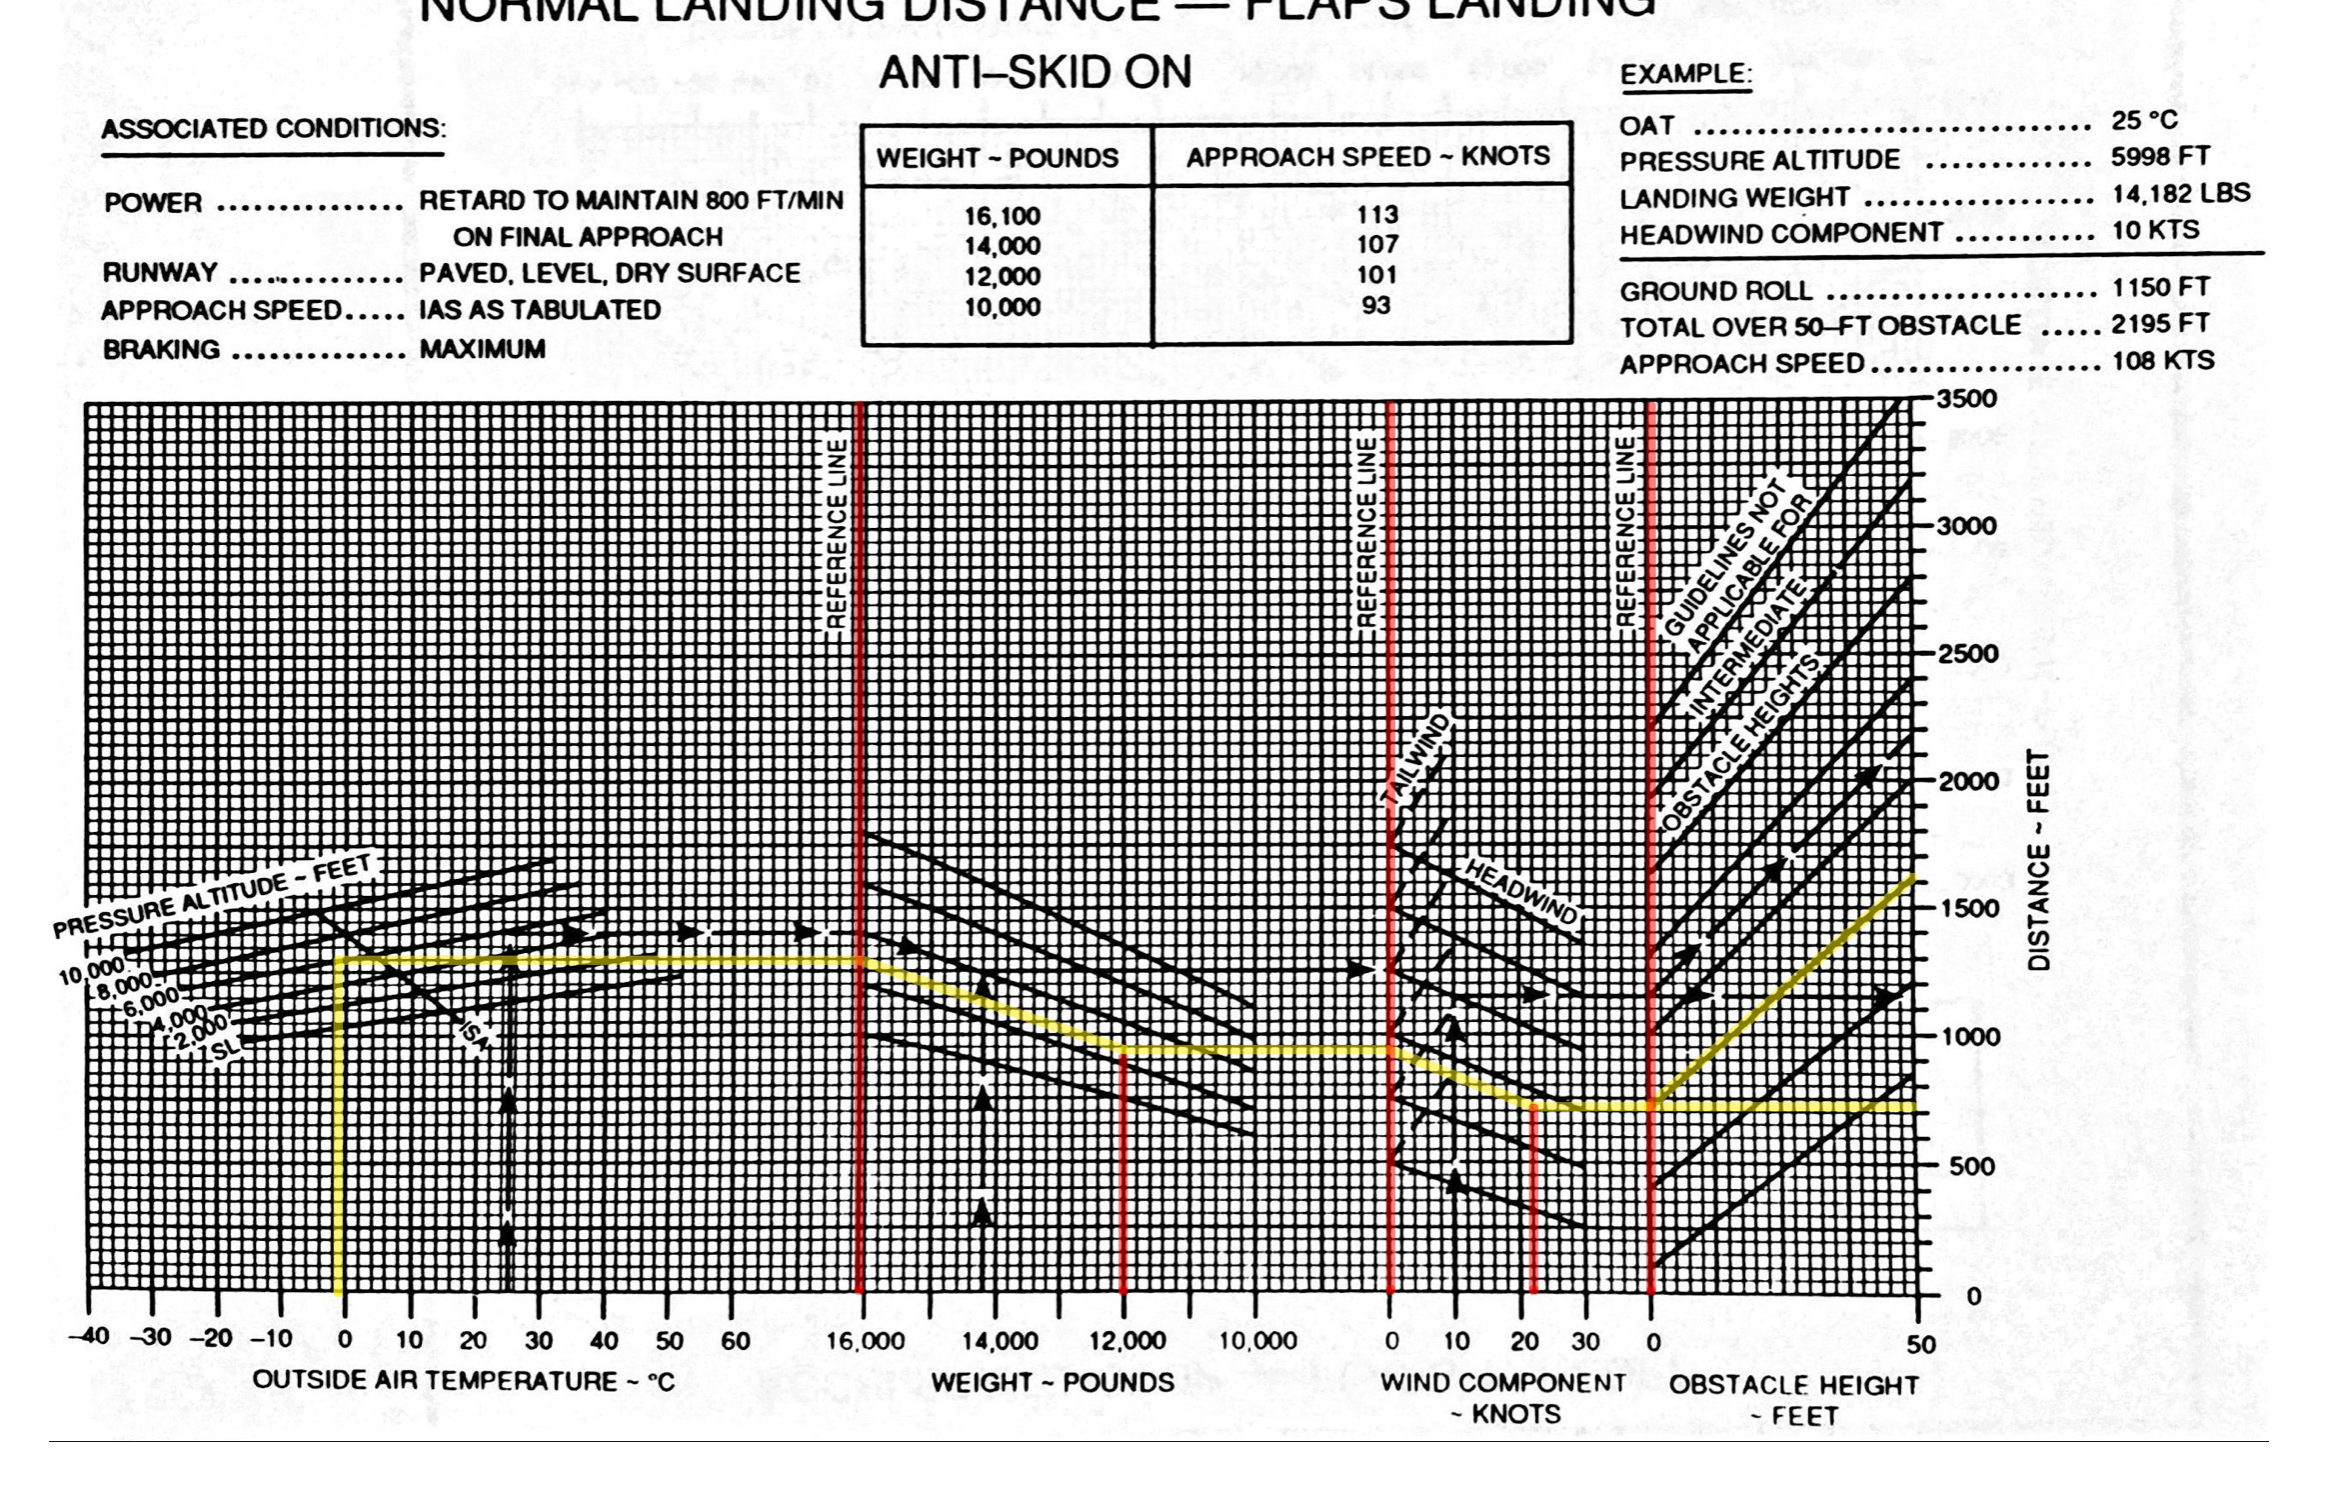 NORMAL LANDING DISTANCE — FLAPS LANDING
ANTI–SKID ON
ASSOCIATED CONDITIONS:
POWER ............... RETARD TO MAINTAIN 800 FT/MIN
ON FINAL APPROACH
RUNWAY .............. PAVED, LEVEL, DRY SURFACE
APPROACH SPEED..... IAS AS TABULATED
BRAKING .............. MAXIMUM
WEIGHT ~ POUNDS APPROACH SPEED ~ KNOTS
16,100 113
14,000 107
12,000 101
10,000 93
EXAMPLE:
OAT ............................... 25 °C
PRESSURE ALTITUDE ............. 5998 FT
LANDING WEIGHT .................. 14,182 LBS
HEADWIND COMPONENT ........... 10 KTS
GROUND ROLL ..................... 1150 FT
TOTAL OVER 50–FT OBSTACLE ..... 2195 FT
APPROACH SPEED.................. 108 KTS
REFERENCE LINE
REFERENCE LINE
REFERENCE LINE
GUIDELINES NOT
APPLICABLE FOR
INTERMEDIATE
OBSTACLE HEIGHTS
TAILWIND
HEADWIND
PRESSURE ALTITUDE ~ FEET
10,000
8,000
6,000
4,000
2,000
SL
ISA
3500
3000
2500
2000
1500
1000
500
0
DISTANCE ~ FEET
–40 –30 –20 –10 0 10 20 30 40 50 60 16,000 14,000 12,000 10,000 0 10 20 30 0 50
OUTSIDE AIR TEMPERATURE ~ °C
WEIGHT ~ POUNDS
WIND COMPONENT
~ KNOTS
OBSTACLE HEIGHT
~ FEET